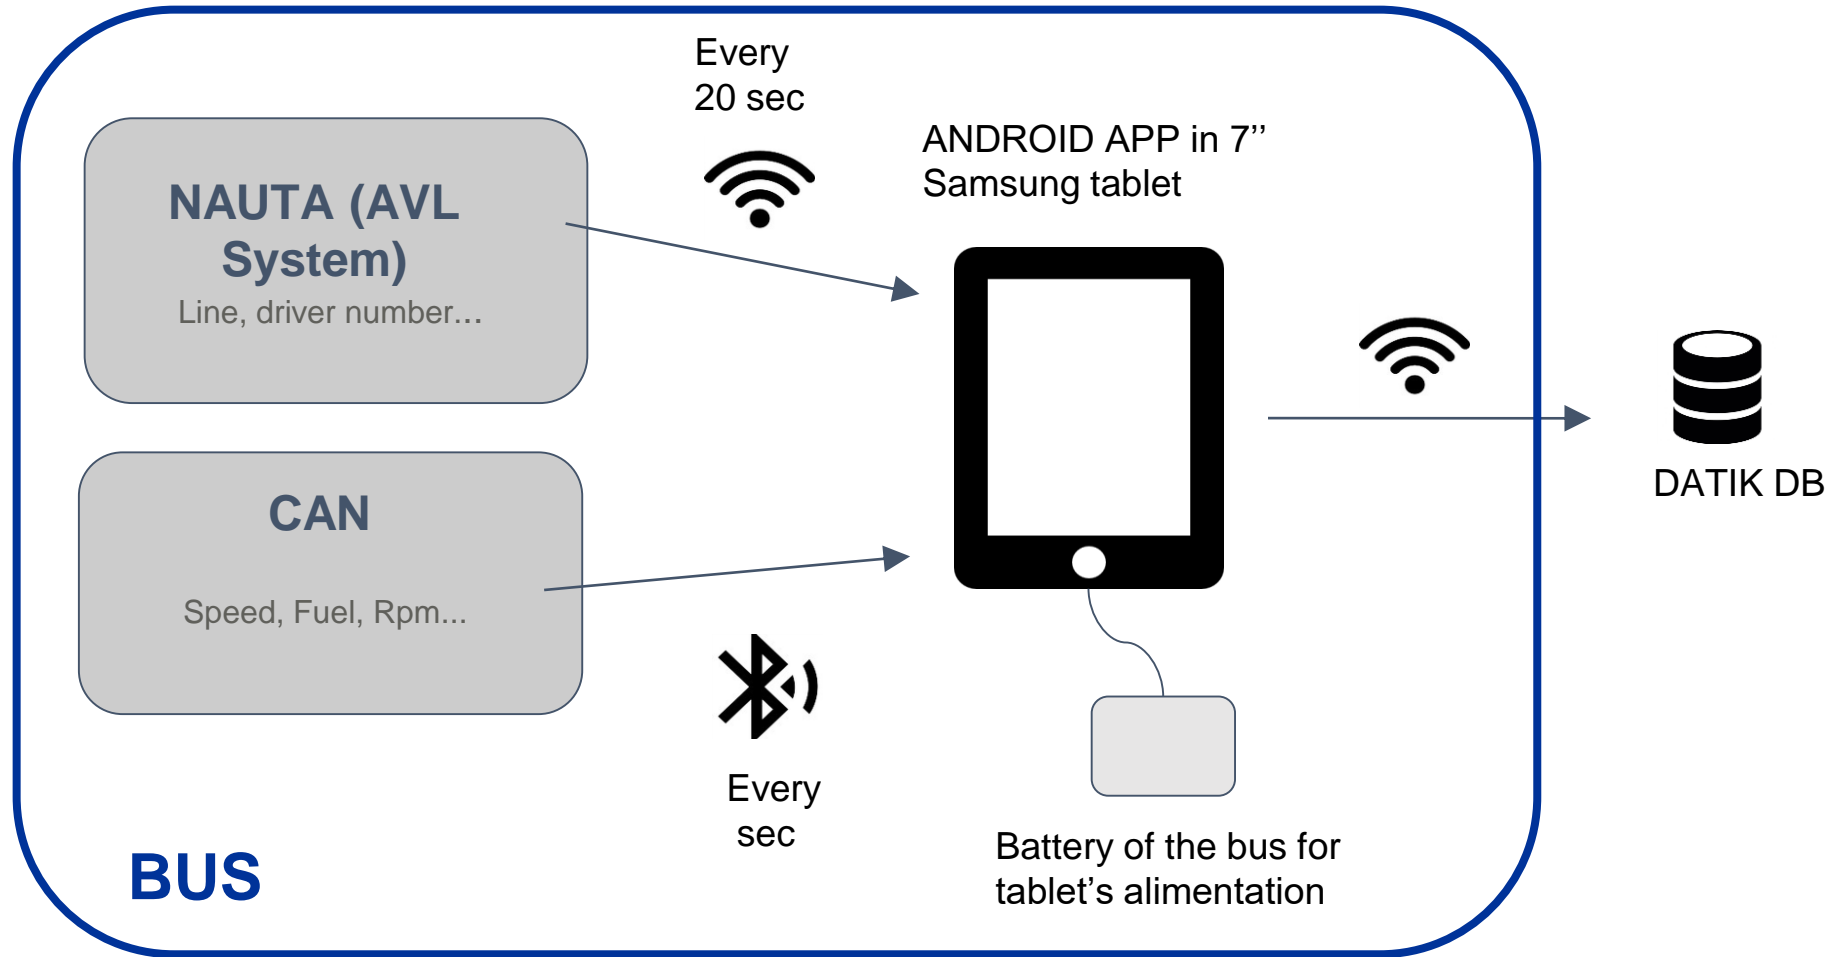 Every
20 sec
NAUTA (AVL
System)
Line, driver number...
ANDROID APP in 7’’
Samsung tablet
CAN
Speed, Fuel, Rpm...
DATIK DB
Every
sec
Battery of the bus for
tablet’s alimentation
BUS